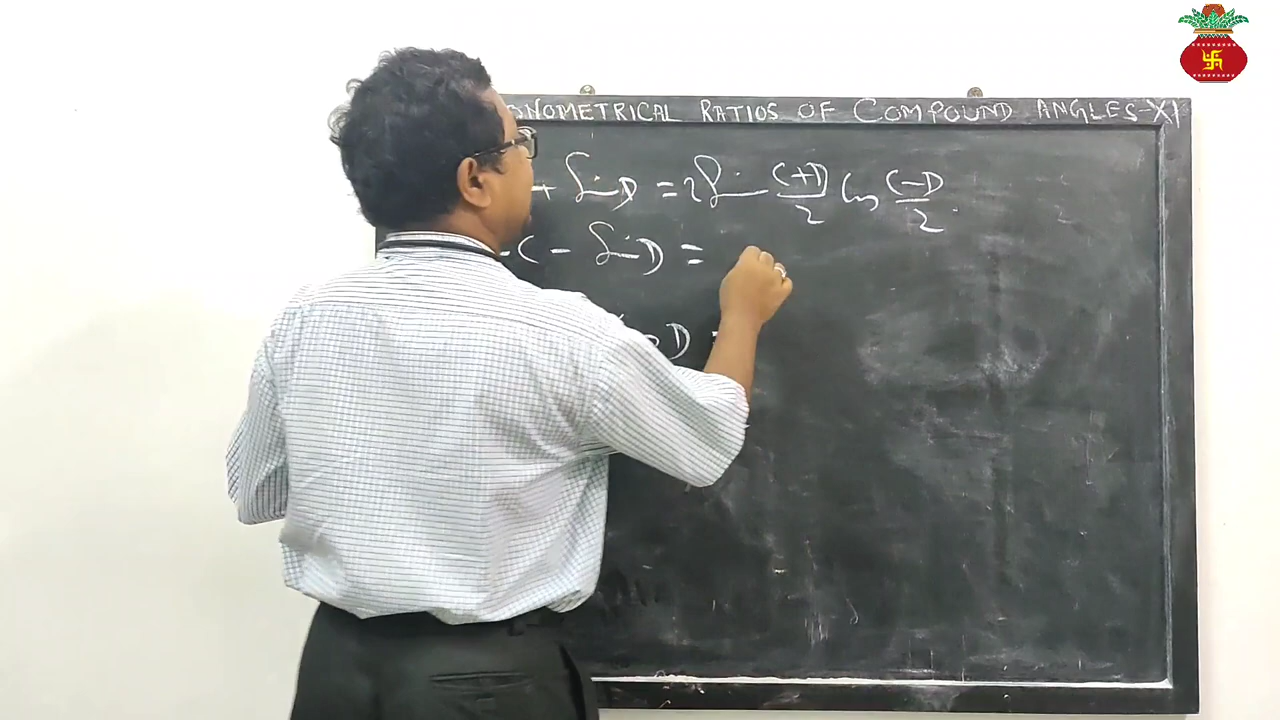 ONOMETRICAL RATIOS OF COMPOUND ANGLES-XI
+ Sin D = 2 Sin C+D/2 Cos C-D/2
C - Sin D =
D =